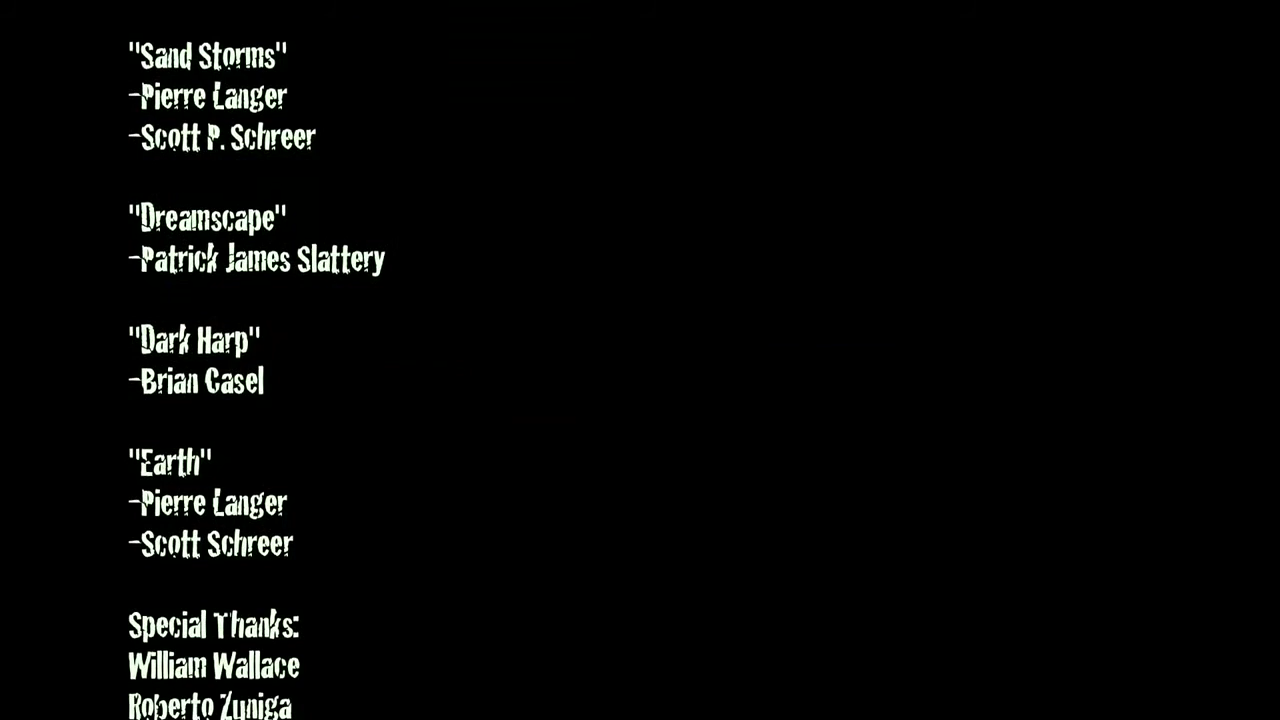 "Sand Storms"
-Pierre Langer
-Scott P. Schreer
"Dreamscape"
-Patrick James Slattery
"Dark Harp"
-Brian Casel
"Earth"
-Pierre Langer
-Scott Schreer
Special Thanks:
William Wallace
Roberto Zuniga